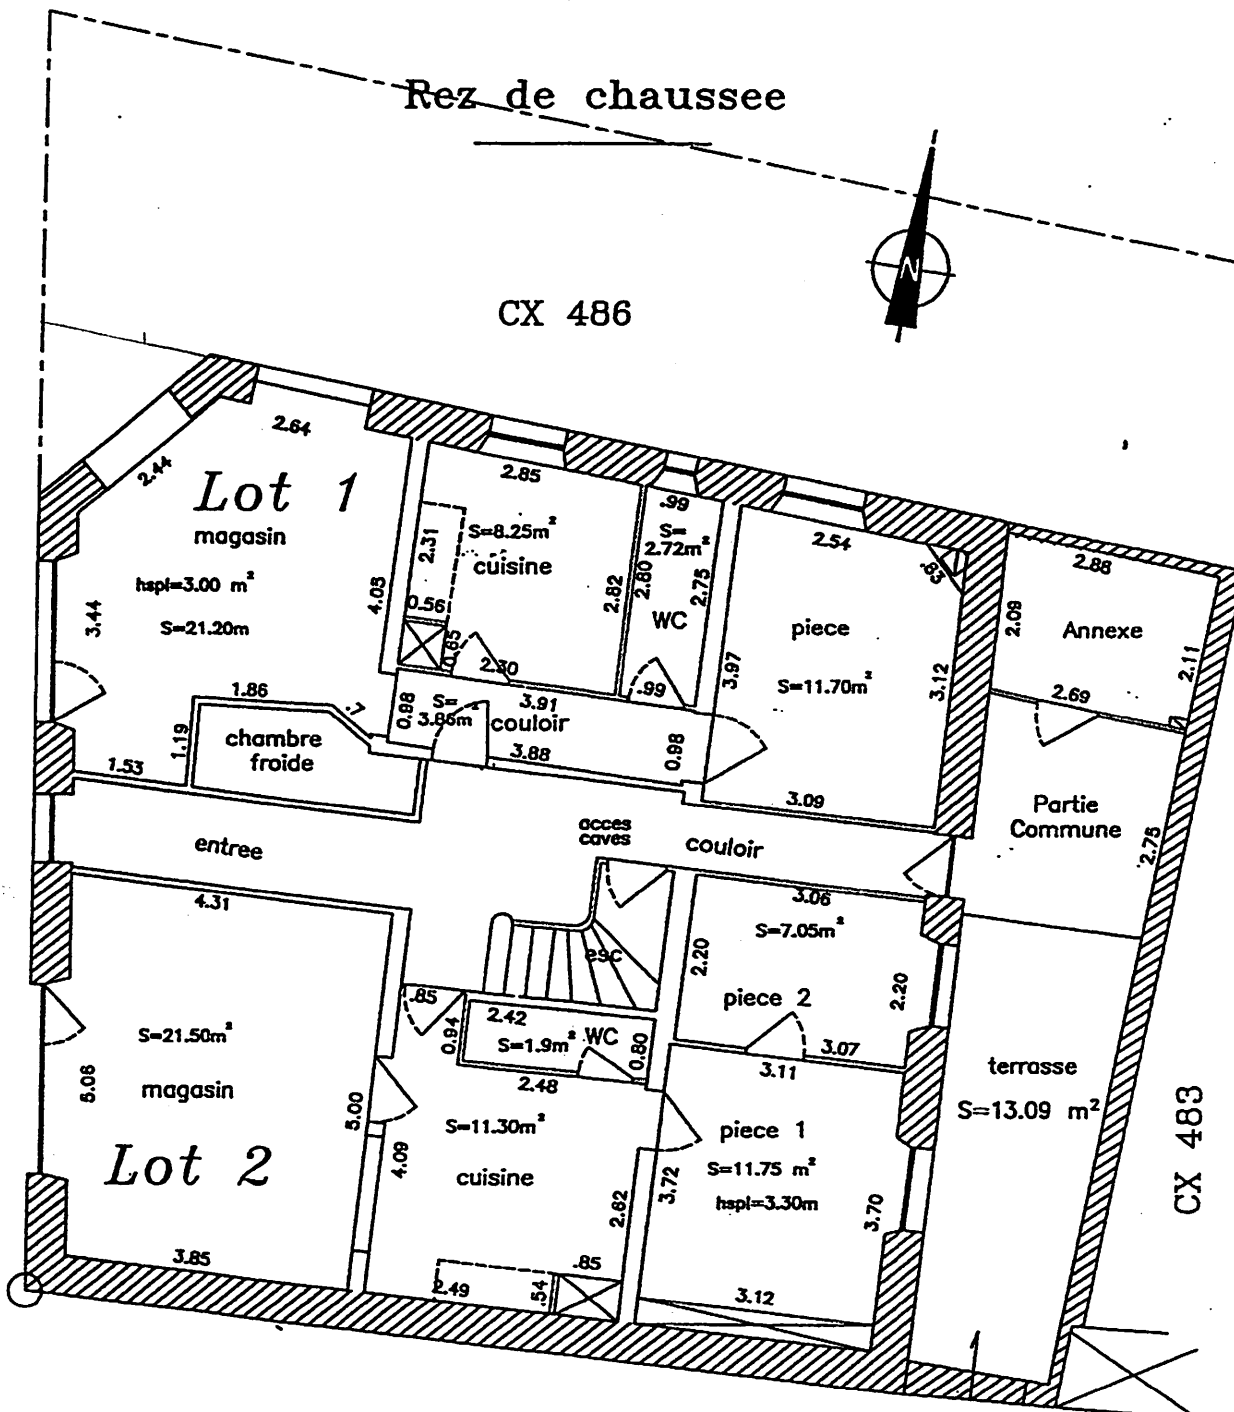 Rez de chaussee
N
CX 486
2.64
2.44
Lot 1
magasin
hspl=3.00 m²
S=21.20m
3.44
4.05
2.85
S=8.25m²
cuisine
2.31
0.56
0.65
2.30
2.82
.99
S=
2.72m²
2.80
2.75
WC
.99
2.54
.83
piece
S=11.70m²
3.97
3.12
3.09
2.88
2.09
Annexe
2.11
2.69
1.86
.7
1.19
chambre
froide
1.53
0.98
S=
3.86m²
3.91
couloir
3.88
0.98
Partie
Commune
2.75
entree
acces
caves
couloir
4.31
3.06
S=7.05m²
2.20
piece 2
2.20
3.07
esc
.85
2.42
0.94
S=1.9m²
WC
0.80
2.48
S=21.50m²
magasin
5.08
5.00
Lot 2
3.85
S=11.30m²
cuisine
4.09
2.62
.85
2.49
.54
3.11
piece 1
S=11.75 m²
hspl=3.30m
3.72
3.70
3.12
terrasse
S=13.09 m²
CX 483